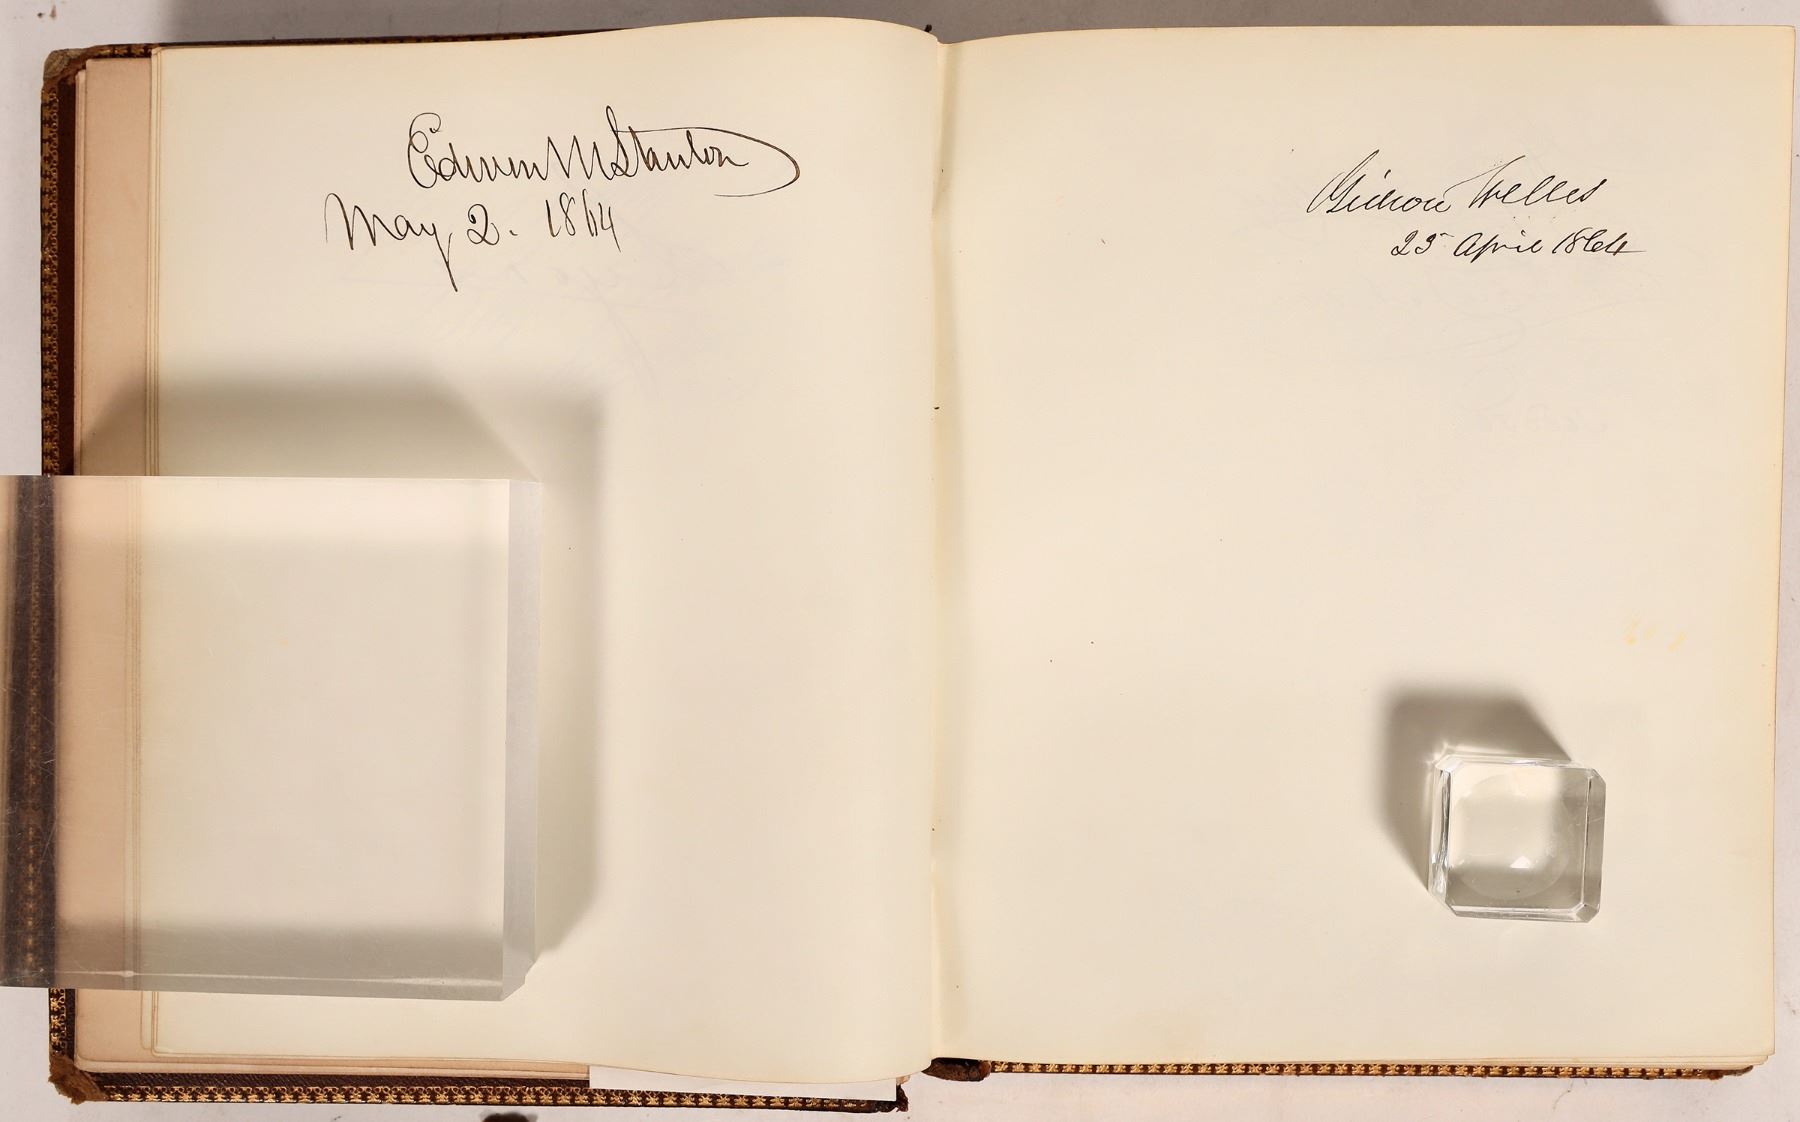 Edwin M Stanton
May 2. 1864
Gideon Welles
25 April 1864